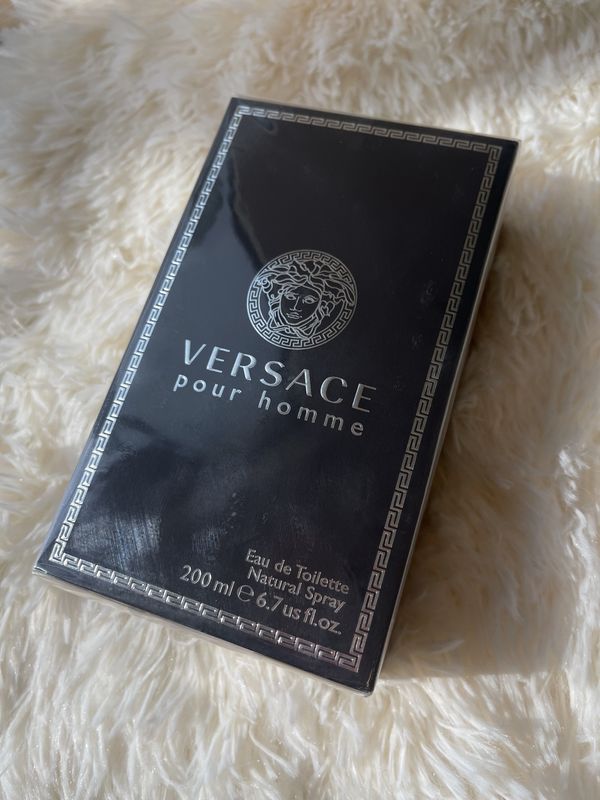 VERSACE
pour homme
Eau de Toilette
Natural Spray
200 ml ℮ 6.7 us fl.oz.